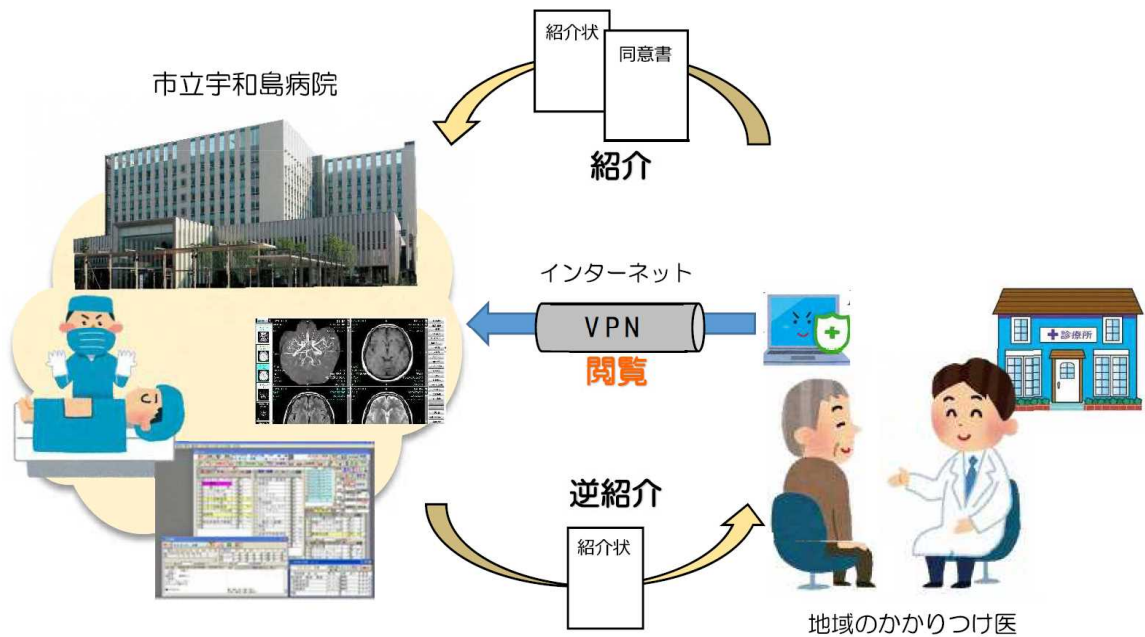 紹介状
同意書
市立宇和島病院
紹介
インターネット
VPN
閲覧
診療所
逆紹介
紹介状
地域のかかりつけ医